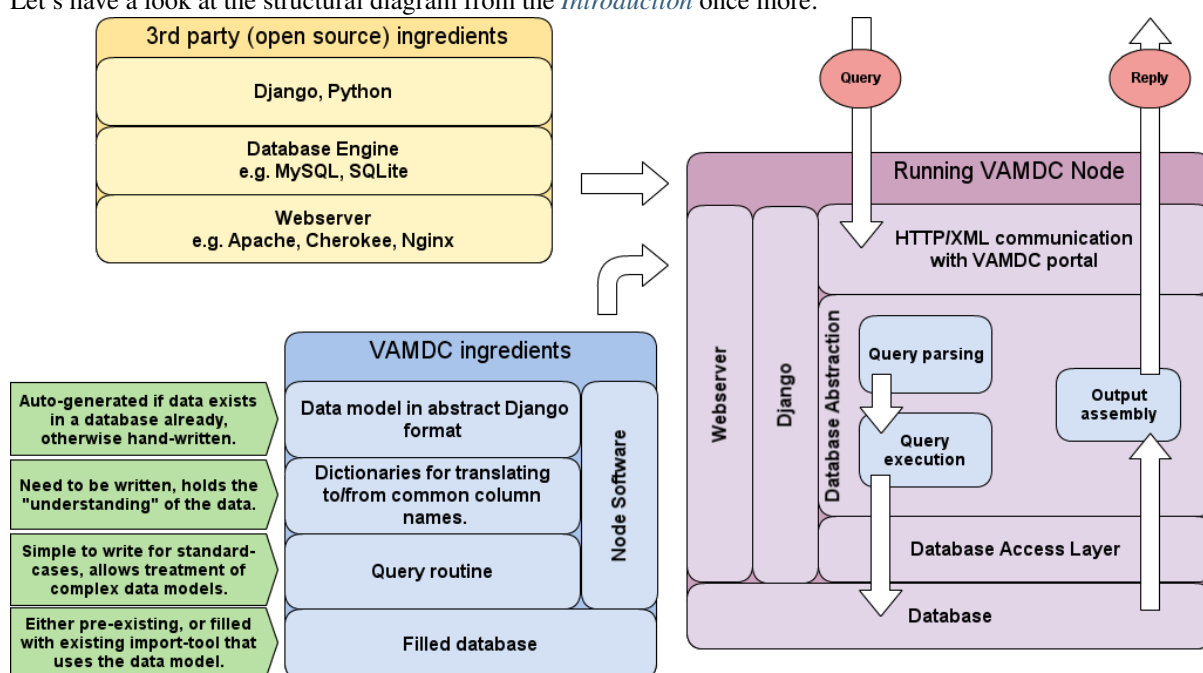 Let's have a look at the structural diagram from the Introduction once more.
3rd party (open source) ingredients
Django, Python
Database Engine
e.g. MySQL, SQLite
Webserver
e.g. Apache, Cherokee, Nginx
Query
Reply
Running VAMDC Node
Webserver
Django
HTTP/XML communication
with VAMDC portal
Database Abstraction
Query parsing
Query
execution
Output
assembly
Database Access Layer
Database
VAMDC ingredients
Auto-generated if data exists
in a database already,
otherwise hand-written.
Data model in abstract Django
format
Node Software
Need to be written, holds the
"understanding" of the data.
Dictionaries for translating
to/from common column
names.
Simple to write for standard-
cases, allows treatment of
complex data models.
Query routine
Either pre-existing, or filled
with existing import-tool that
uses the data model.
Filled database